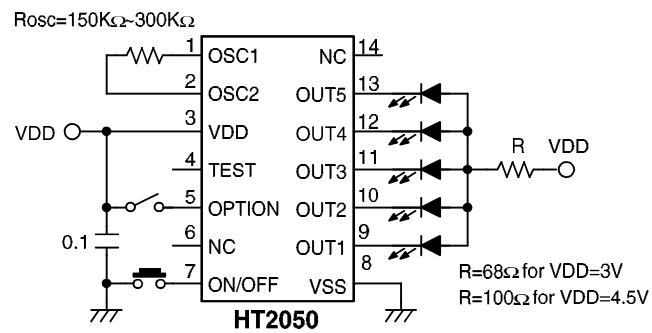 Rosc=150KΩ~300KΩ
1 OSC1 NC 14
2 OSC2 OUT5 13
VDD 3 VDD OUT4 12
4 TEST OUT3 11 R VDD
5 OPTION OUT2 10
0.1 6 NC OUT1 9
7 ON/OFF VSS 8
R=68Ω for VDD=3V
R=100Ω for VDD=4.5V
HT2050